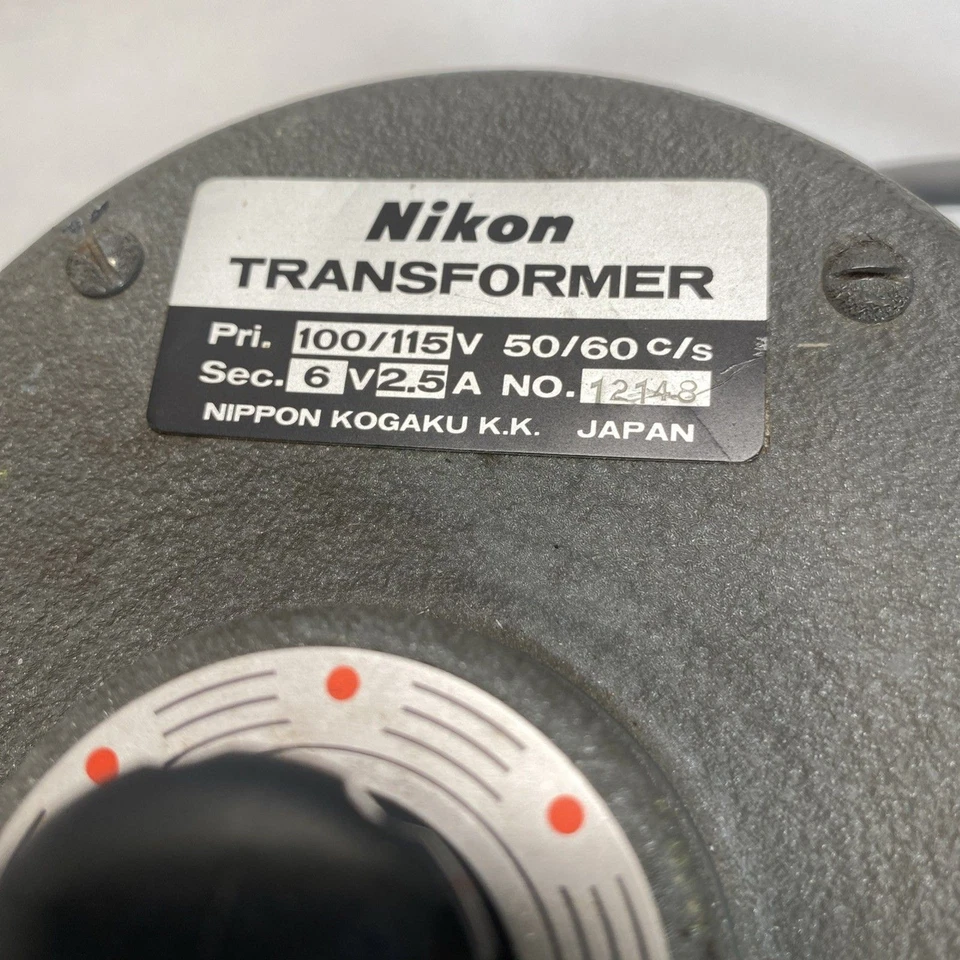 Nikon
TRANSFORMER
Pri. 100/115 V 50/60 c/s
Sec. 6 V 2.5 A NO. 12148
NIPPON KOGAKU K.K. JAPAN